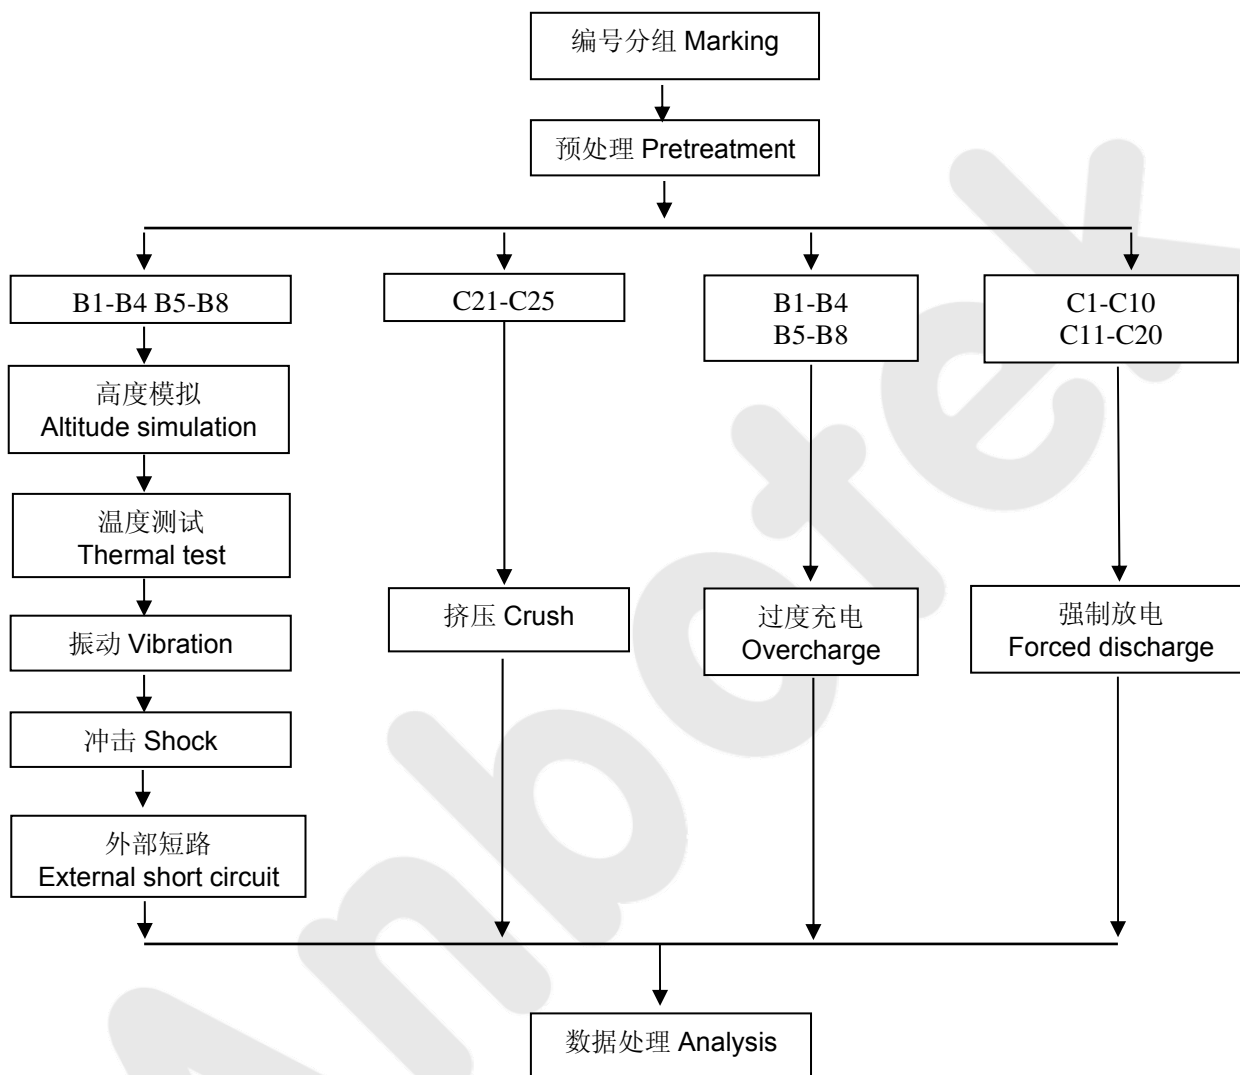 编号分组 Marking
预处理 Pretreatment
B1-B4 B5-B8
C21-C25
B1-B4
B5-B8
C1-C10
C11-C20
高度模拟
Altitude simulation
温度测试
Thermal test
振动 Vibration
冲击 Shock
外部短路
External short circuit
挤压 Crush
过度充电
Overcharge
强制放电
Forced discharge
数据处理 Analysis
Anbotek